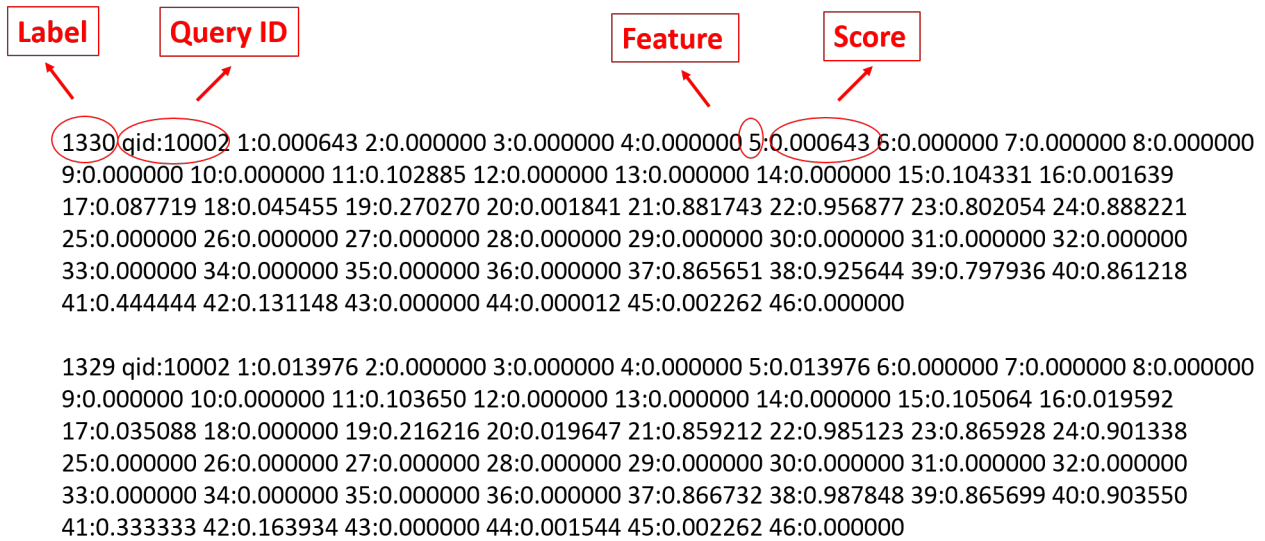 Label
Query ID
Feature
Score
1330 qid:10002 1:0.000643 2:0.000000 3:0.000000 4:0.000000 5:0.000643 6:0.000000 7:0.000000 8:0.000000
9:0.000000 10:0.000000 11:0.102885 12:0.000000 13:0.000000 14:0.000000 15:0.104331 16:0.001639
17:0.087719 18:0.045455 19:0.270270 20:0.001841 21:0.881743 22:0.956877 23:0.802054 24:0.888221
25:0.000000 26:0.000000 27:0.000000 28:0.000000 29:0.000000 30:0.000000 31:0.000000 32:0.000000
33:0.000000 34:0.000000 35:0.000000 36:0.000000 37:0.865651 38:0.925644 39:0.797936 40:0.861218
41:0.444444 42:0.131148 43:0.000000 44:0.000012 45:0.002262 46:0.000000
1329 qid:10002 1:0.013976 2:0.000000 3:0.000000 4:0.000000 5:0.013976 6:0.000000 7:0.000000 8:0.000000
9:0.000000 10:0.000000 11:0.103650 12:0.000000 13:0.000000 14:0.000000 15:0.105064 16:0.019592
17:0.035088 18:0.000000 19:0.216216 20:0.019647 21:0.859212 22:0.985123 23:0.865928 24:0.901338
25:0.000000 26:0.000000 27:0.000000 28:0.000000 29:0.000000 30:0.000000 31:0.000000 32:0.000000
33:0.000000 34:0.000000 35:0.000000 36:0.000000 37:0.866732 38:0.987848 39:0.865699 40:0.903550
41:0.333333 42:0.163934 43:0.000000 44:0.001544 45:0.002262 46:0.000000